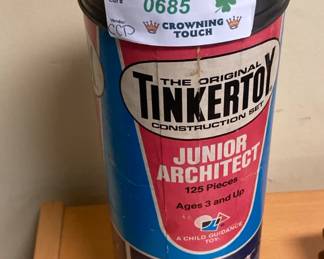 0685
CCP
CROWNING
TOUCH
THE ORIGINAL
TINKERTOY
CONSTRUCTION SET
JUNIOR
ARCHITECT
125 Pieces
Ages 3 and Up
A CHILD GUIDANCE
TOY